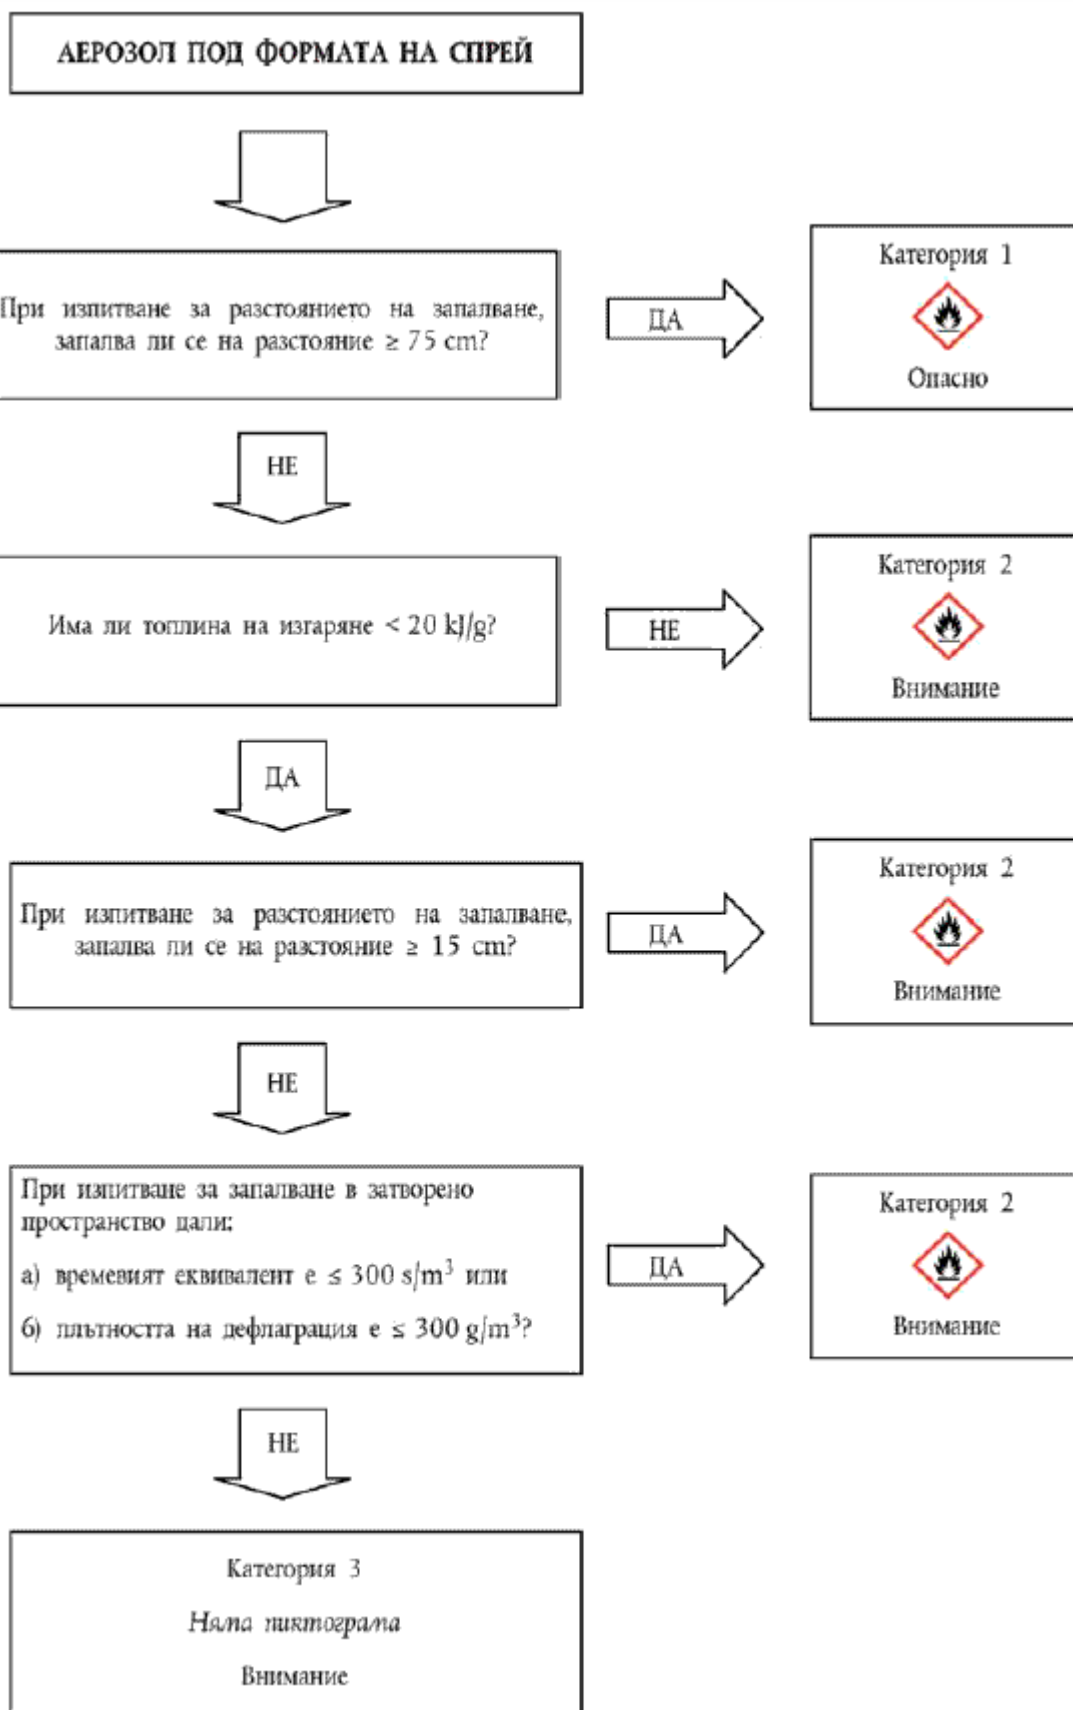 АЕРОЗОЛ ПОД ФОРМАТА НА СПРЕЙ
При изпитване за разстоянието на запалване,
запалва ли се на разстояние ≥ 75 cm?
ДА
Категория 1
Опасно
НЕ
Има ли топлина на изгаряне < 20 kJ/g?
НЕ
Категория 2
Внимание
ДА
При изпитване за разстоянието на запалване,
запалва ли се на разстояние ≥ 15 cm?
ДА
Категория 2
Внимание
НЕ
При изпитване за запалване в затворено
пространство дали:
а) времевият еквивалент е ≤ 300 s/m³ или
б) плътността на дефлаграция е ≤ 300 g/m³?
ДА
Категория 2
Внимание
НЕ
Категория 3
Няма пиктограма
Внимание